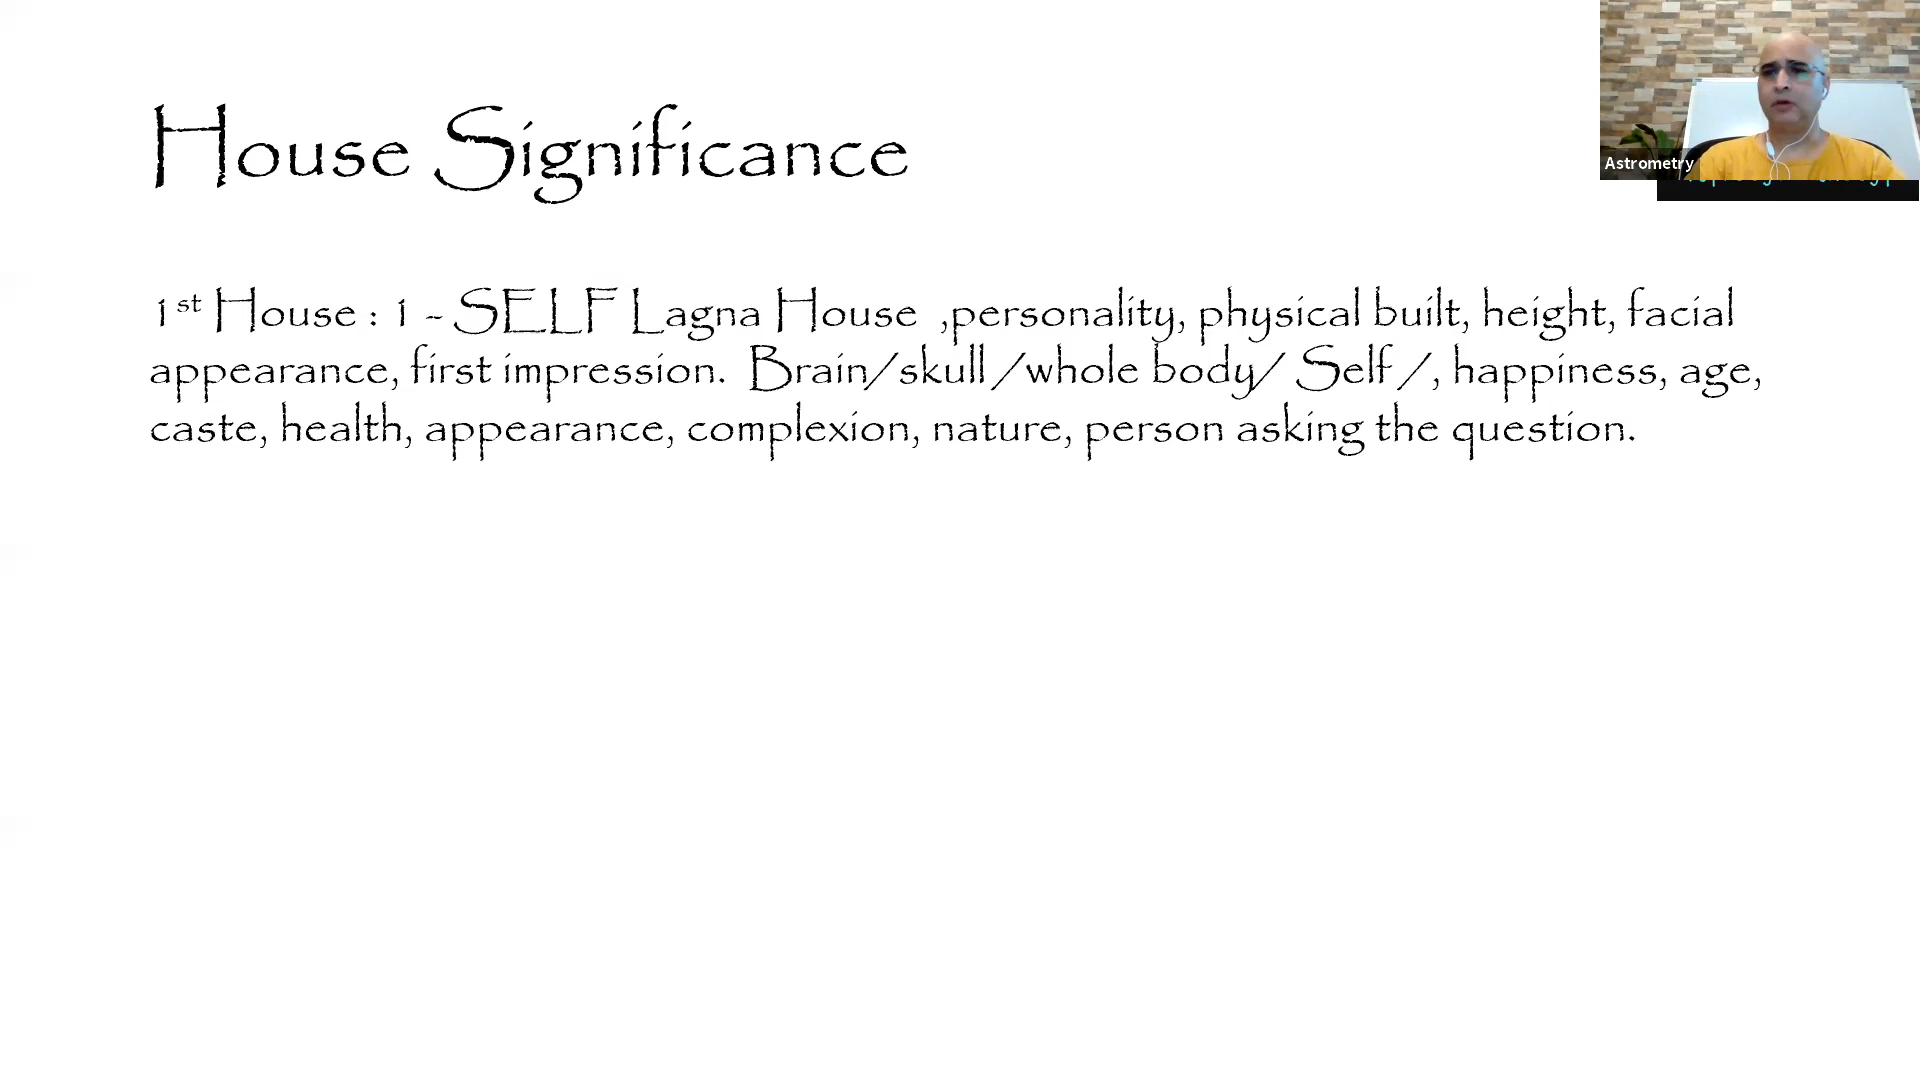 House Significance
1st House : 1 - SELF Lagna House ,personality, physical built, height, facial
appearance, first impression. Brain/skull/whole body/ Self/, happiness, age,
caste, health, appearance, complexion, nature, person asking the question.
Astrometry